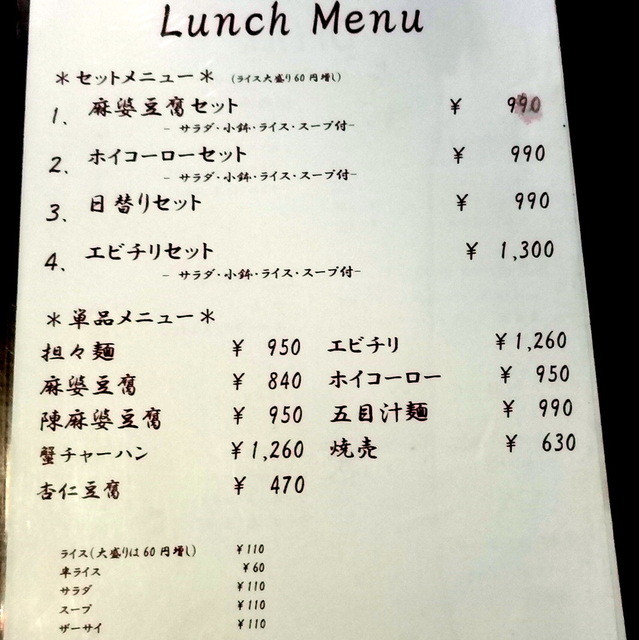 Lunch Menu
＊セットメニュー＊ (ライス大盛り60円増し)
1、 麻婆豆腐セット ¥ 990
- サラダ・小鉢・ライス・スープ付-
2、 ホイコーローセット ¥ 990
- サラダ・小鉢・ライス・スープ付-
3、 日替りセット ¥ 990
4、 エビチリセット ¥ 1,300
- サラダ・小鉢・ライス・スープ付-
＊単品メニュー＊
担々麺 ¥ 950 エビチリ ¥1,260
麻婆豆腐 ¥ 840 ホイコーロー ¥ 950
陳麻婆豆腐 ¥ 950 五目汁麺 ¥ 990
蟹チャーハン ¥1,260 焼売 ¥ 630
杏仁豆腐 ¥ 470
ライス(大盛りは60円増し) ¥110
半ライス ¥60
サラダ ¥110
スープ ¥110
ザーサイ ¥110